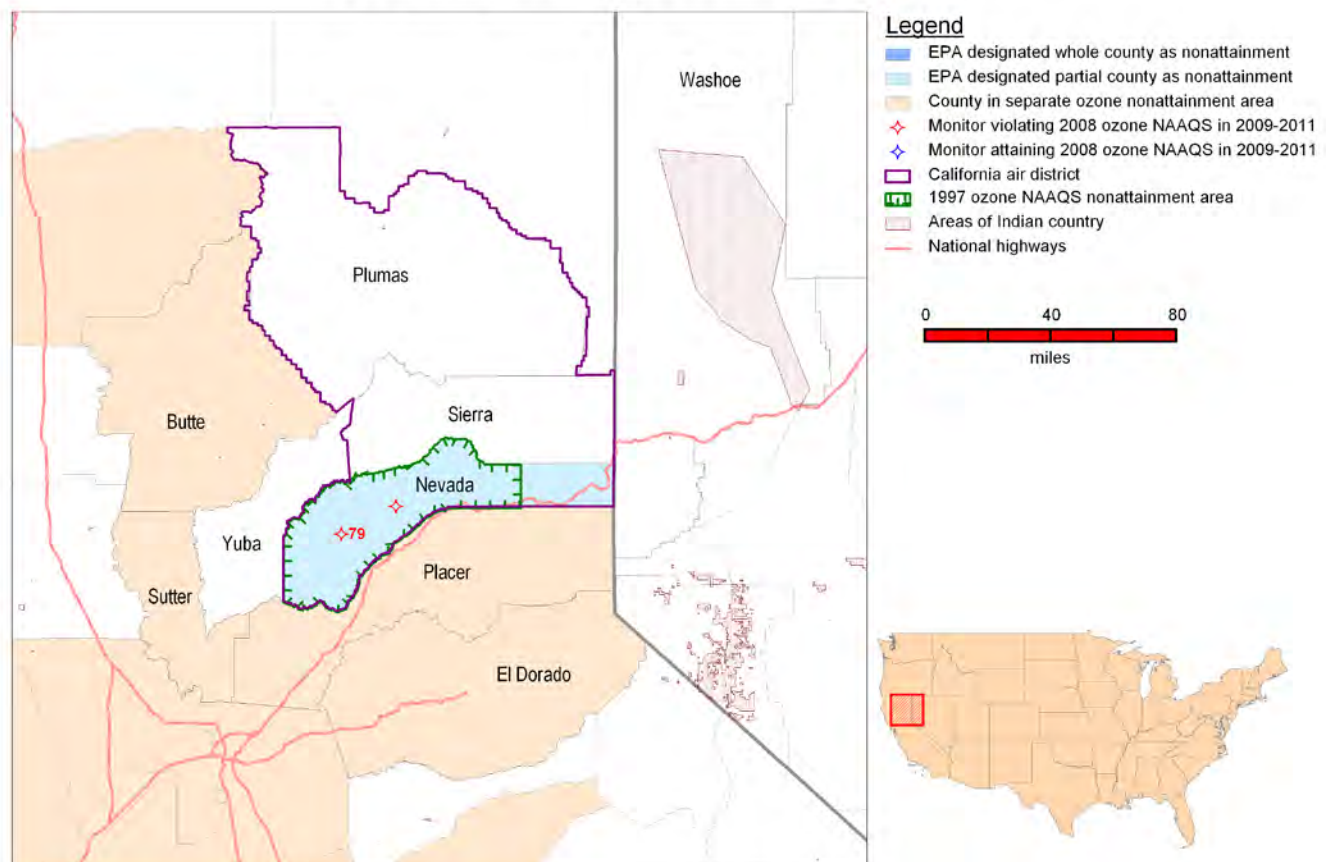 Legend
EPA designated whole county as nonattainment
EPA designated partial county as nonattainment
County in separate ozone nonattainment area
Monitor violating 2008 ozone NAAQS in 2009-2011
Monitor attaining 2008 ozone NAAQS in 2009-2011
California air district
1997 ozone NAAQS nonattainment area
Areas of Indian country
National highways
0 40 80
miles
Washoe
Plumas
Sierra
Butte
Nevada
79
Yuba
Placer
Sutter
El Dorado